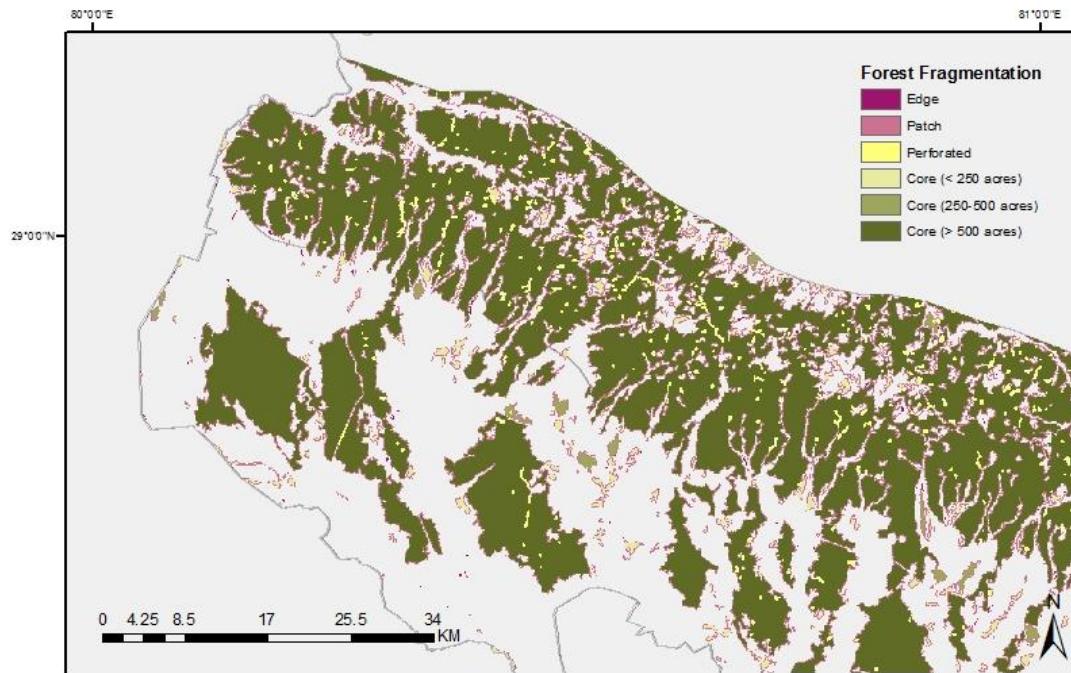 80°0'0"E
81°0'0"E
Forest Fragmentation
Edge
Patch
Perforated
Core (< 250 acres)
Core (250-500 acres)
Core (> 500 acres)
29°0'0"N
0 4.25 8.5 17 25.5 34
KM
N